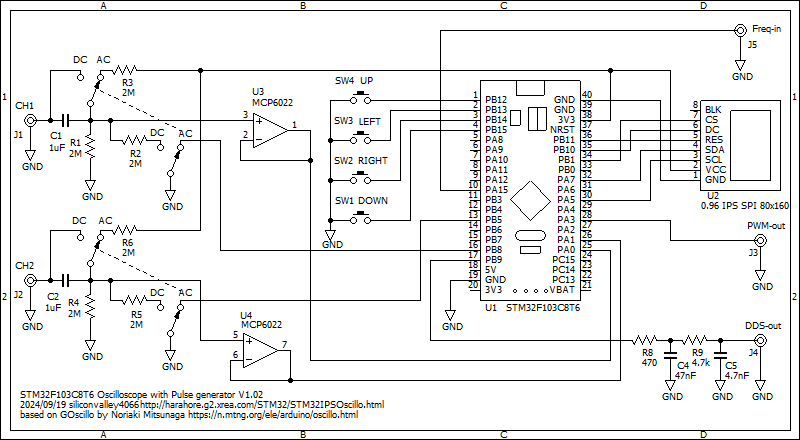 A B C D
DC AC
R3
2M
CH1
J1
C1
1uF
R1
2M
GND
R2
2M
DC AC
GND
GND
U3
MCP6022
3
2
1
SW4 UP
SW3 LEFT
SW2 RIGHT
SW1 DOWN
GND
Freq-in
J5
GND
1 PB12 GND 40
2 PB13 GND 39
3 PB14 3V3 38
4 PB15 NRST 37
5 PA8 PB11 36
6 PA9 PB10 35
7 PA10 PB1 34
8 PA11 PB0 33
9 PA12 PA7 32
10 PA15 PA6 31
11 PB3 PA5 30
12 PB4 PA4 29
13 PB5 PA3 28
14 PB6 PA2 27
15 PB7 PA1 26
16 PB8 PA0 25
17 PB9 PC15 24
18 5V PC14 23
19 GND PC13 22
20 3V3 VBAT 21
U1 STM32F103C8T6
GND
8 BLK
7 CS
6 DC
5 RES
4 SDA
3 SCL
2 VCC
1 GND
U2
0.96 IPS SPI 80x160
PWM-out
J3
GND
DC AC
R6
2M
CH2
J2
C2
1uF
R4
2M
GND
R5
2M
DC AC
GND
GND
U4
MCP6022
5
6
7
DDS-out
R8
470
R9
4.7k
C4
47nF
C5
4.7nF
J4
GND
GND
GND
STM32F103C8T6 Oscilloscope with Pulse generator V1.02
2024/09/19 siliconvalley4066 http://harahore.g2.xrea.com/STM32/STM32IPSOscillo.html
based on GOscillo by Noriaki Mitsunaga https://n.mtng.org/ele/arduino/oscillo.html
1 1
2 2
A B C D